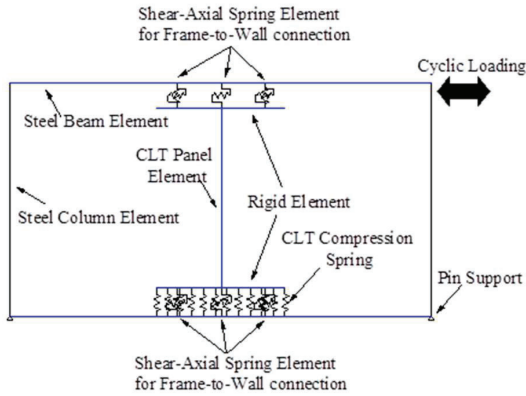 Shear-Axial Spring Element
for Frame-to-Wall connection
Cyclic Loading
Steel Beam Element
CLT Panel
Element
Rigid Element
Steel Column Element
CLT Compression
Spring
Pin Support
Shear-Axial Spring Element
for Frame-to-Wall connection